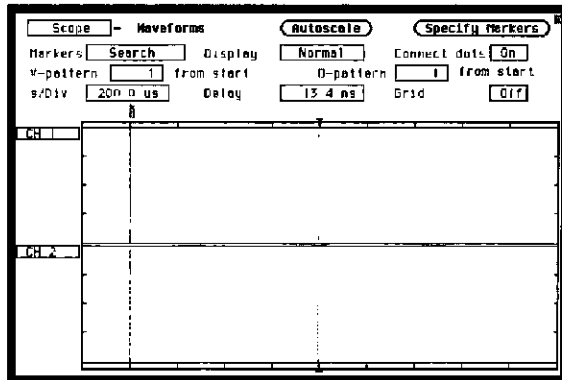 Scope – Waveforms Autoscale Specify Markers
Markers Search Display Normal Connect dots On
X-pattern 1 from start O-pattern 1 from start
s/Div 200.0 us Delay 13.4 ns Grid Off
CH 1
CH 2